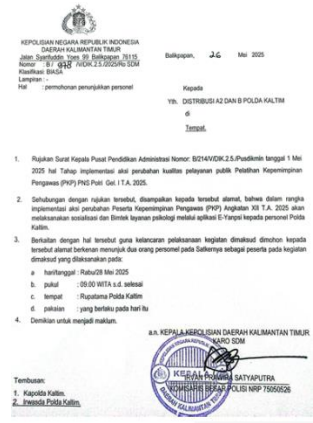 KEPOLISIAN NEGARA REPUBLIK INDONESIA
DAERAH KALIMANTAN TIMUR
Jalan Syarifuddin Yoes 99 Balikpapan 76115
Balikpapan, 26 Mei 2025
Nomor : B/ /V/DIK.2.5./2025/Ro SDM
Klasifikasi : BIASA
Lampiran : -
Hal : permohonan penunjukkan personel
Kepada
Yth. DISTRIBUSI A2 DAN B POLDA KALTIM
di
Tempat.
1. Rujukan Surat Kepala Pusat Pendidikan Administrasi Nomor: B/214/V/DIK.2.5./Pusdikmin tanggal 1 Mei
2025 hal Tahap implementasi aksi perubahan kualitas pelayanan publik Pelatihan Kepemimpinan
Pengawas (PKP) PNS Polri Gel. I T.A. 2025.
2. Sehubungan dengan rujukan tersebut, disampaikan kepada tersebut alamat, bahwa dalam rangka
implementasi aksi perubahan Peserta Kepemimpinan Pengawas (PKP) Angkatan XII T.A. 2025 akan
melaksanakan sosialisasi dan Bintek layanan psikologi melalui aplikasi E-Yanpsi kepada personel Polda
Kaltim.
3. Berkaitan dengan hal tersebut guna kelancaran pelaksanaan kegiatan dimaksud dimohon kepada
tersebut alamat berkenan menunjuk dua orang personel pada Satkernya sebagai peserta pada kegiatan
dimaksud yang dilaksanakan pada:
a hari/tanggal : Rabu/28 Mei 2025
b. pukul : 09:00 WITA s.d. selesai
c. tempat : Rupatama Polda Kaltim
d. pakaian : yang berlaku pada hari itu
4. Demikian untuk menjadi maklum.
a.n. KEPALA KEPOLISIAN DAERAH KALIMANTAN TIMUR
KARO SDM
KEPALA
DAERAH KALIMANTAN TIMUR
IRVAN PRAWIRA SATYAPUTRA
KOMISARIS BESAR POLISI NRP 75050526
Tembusan:
1. Kapolda Kaltim.
2. Irwasda Polda Kaltim.